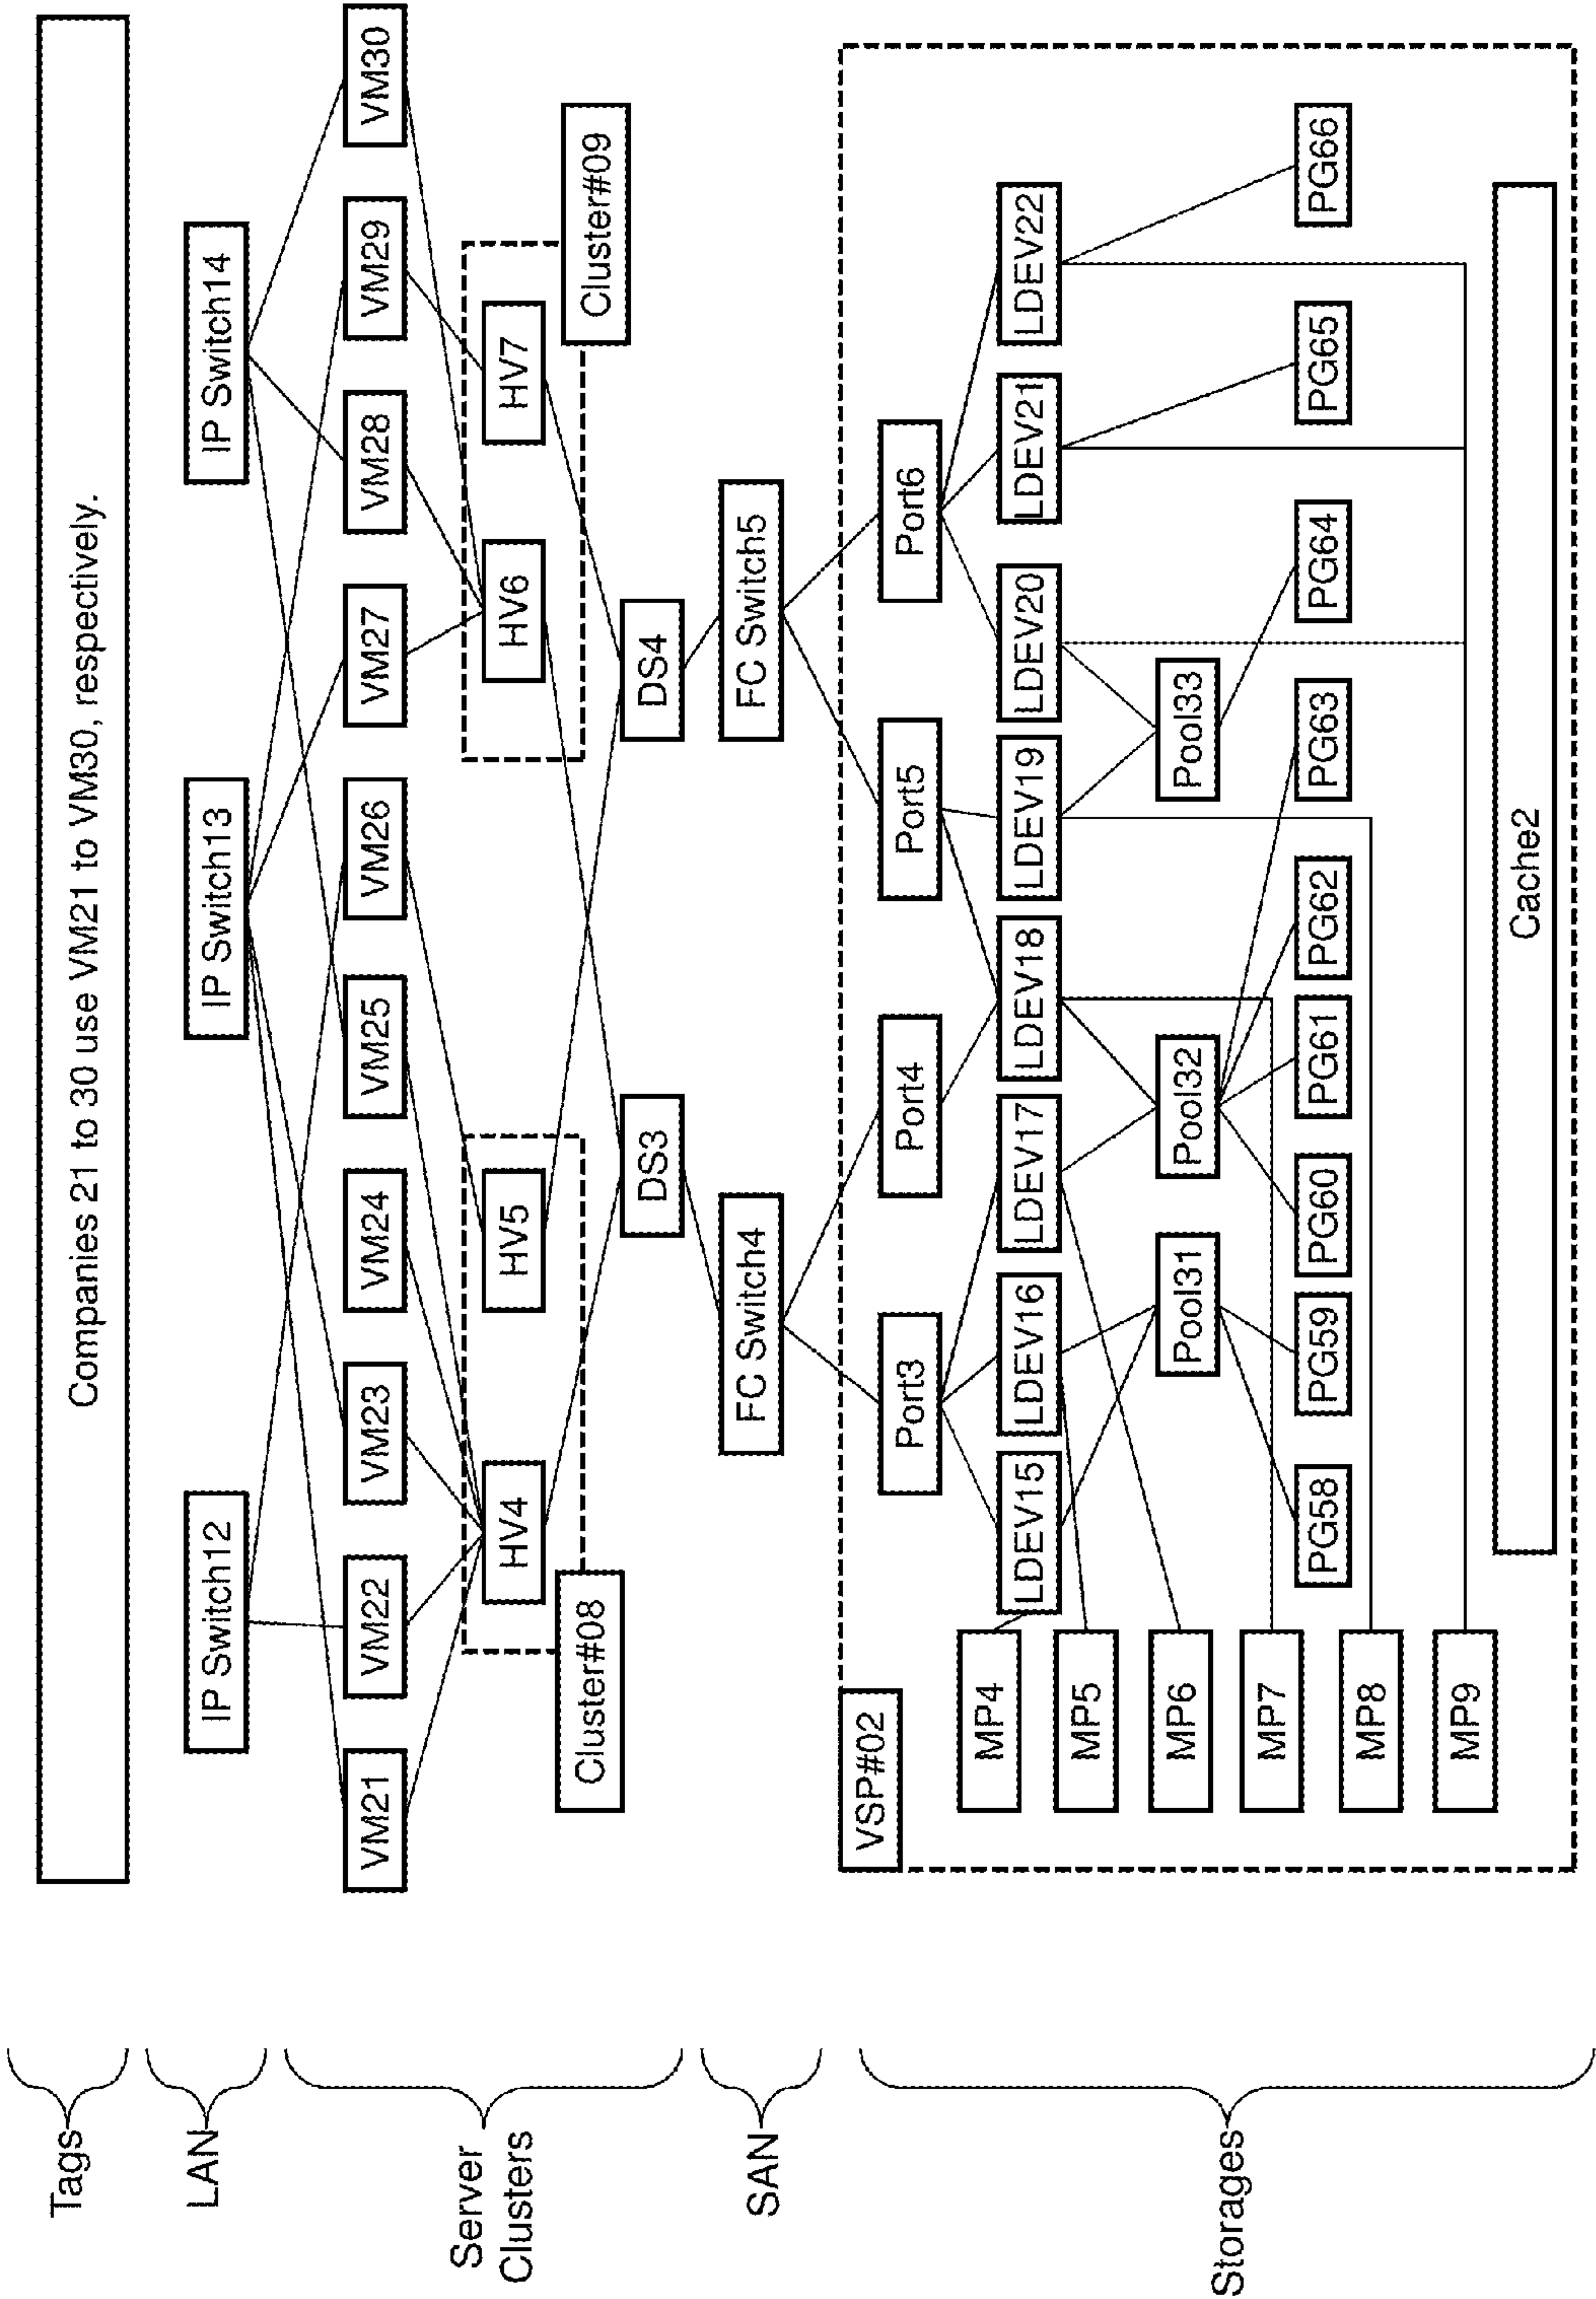 Tags
Companies 21 to 30 use VM21 to VM30, respectively.
LAN
IP Switch12
IP Switch13
IP Switch14
Server
Clusters
VM21
VM22
VM23
VM24
VM25
VM26
VM27
VM28
VM29
VM30
HV4
HV5
HV6
HV7
Cluster#08
Cluster#09
DS3
DS4
SAN
FC Switch4
FC Switch5
Storages
VSP#02
Port3
Port4
Port5
Port6
MP4
MP5
MP6
MP7
MP8
MP9
LDEV15
LDEV16
LDEV17
LDEV18
LDEV19
LDEV20
LDEV21
LDEV22
Pool31
Pool32
Pool33
PG58
PG59
PG60
PG61
PG62
PG63
PG64
PG65
PG66
Cache2